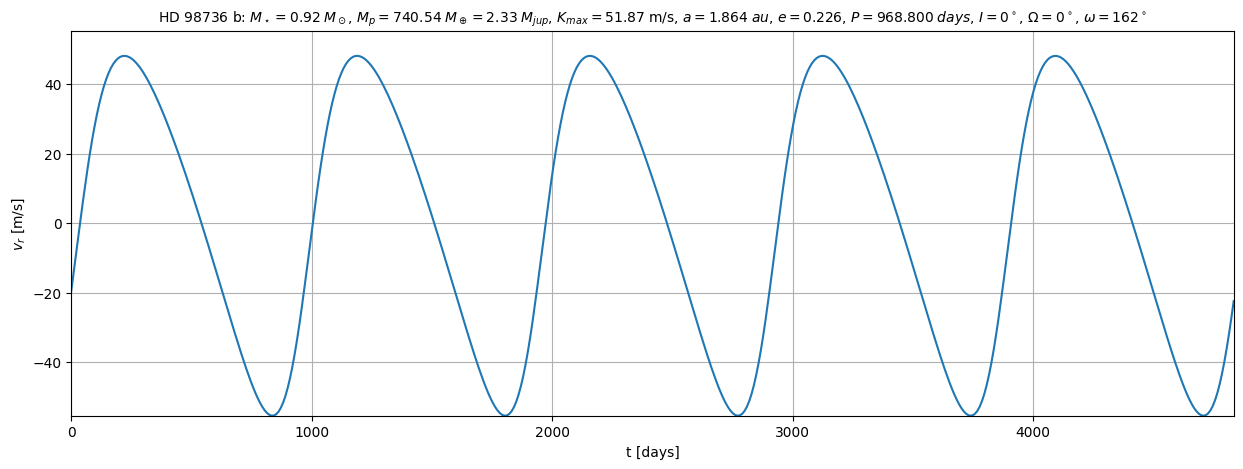 HD 98736 b: M⋆ = 0.92 M⊙, Mp = 740.54 M⊕ = 2.33 Mjup, Kmax = 51.87 m/s, a = 1.864 au, e = 0.226, P = 968.800 days, I = 0°, Ω = 0°, ω = 162°
40
20
0
−20
−40
vr [m/s]
0 1000 2000 3000 4000
t [days]